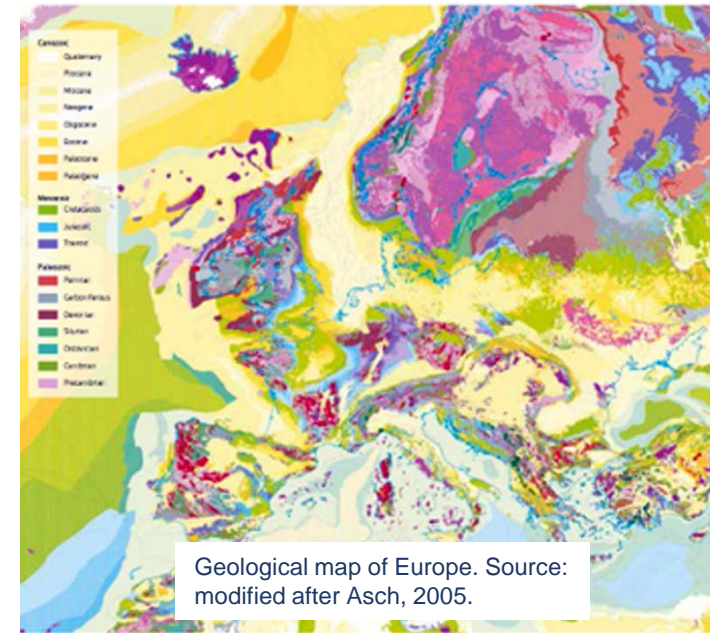 Cenozoic
Quaternary
Pliocene
Miocene
Neogene
Oligocene
Eocene
Paleocene
Paleogene
Mesozoic
Cretaceous
Jurassic
Triassic
Paleozoic
Permian
Carboniferous
Devonian
Silurian
Ordovician
Cambrian
Precambrian
Geological map of Europe. Source:
modified after Asch, 2005.